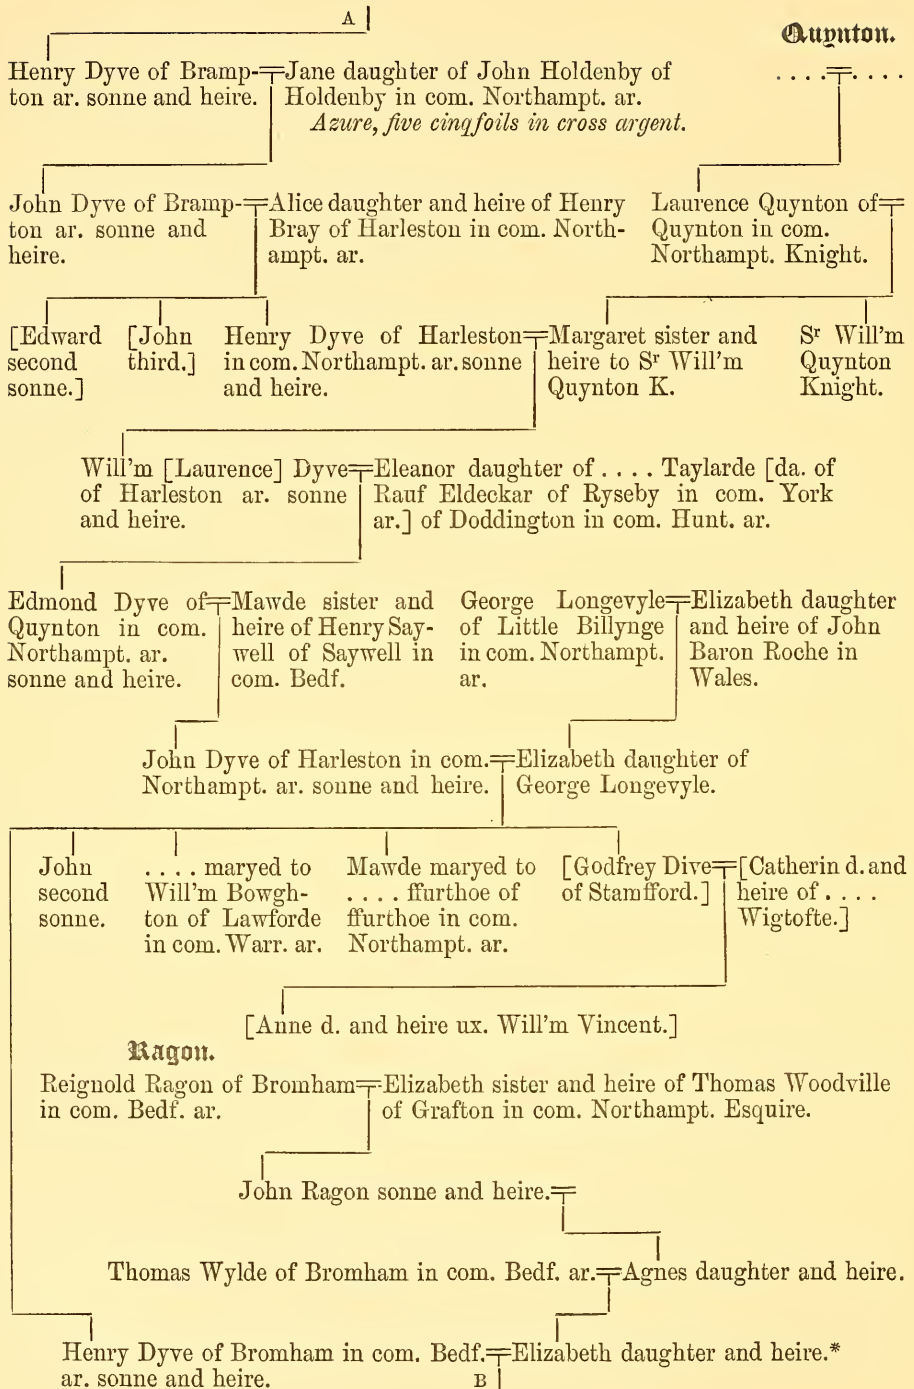 A
Quynton.
Henry Dyve of Bramp-
ton ar. sonne and heire.
Jane daughter of John Holdenby of
Holdenby in com. Northampt. ar.
Azure, five cinqfoils in cross argent.
. . . . . . . .
John Dyve of Bramp-
ton ar. sonne and
heire.
Alice daughter and heire of Henry
Bray of Harleston in com. North-
ampt. ar.
Laurence Quynton of
Quynton in com.
Northampt. Knight.
[Edward
second
sonne.]
[John
third.]
Henry Dyve of Harleston
in com. Northampt. ar. sonne
and heire.
Margaret sister and
heire to Sʳ Will'm
Quynton K.
Sʳ Will'm
Quynton
Knight.
Will'm [Laurence] Dyve
of Harleston ar. sonne
and heire.
Eleanor daughter of . . . . Taylarde [da. of
Rauf Eldeckar of Ryseby in com. York
ar.] of Doddington in com. Hunt. ar.
Edmond Dyve of
Quynton in com.
Northampt. ar.
sonne and heire.
Mawde sister and
heire of Henry Say-
well of Saywell in
com. Bedf.
George Longevyle
of Little Billynge
in com. Northampt.
ar.
Elizabeth daughter
and heire of John
Baron Roche in
Wales.
John Dyve of Harleston in com.
Northampt. ar. sonne and heire.
Elizabeth daughter of
George Longevyle.
John
second
sonne.
. . . . maryed to
Will'm Bowgh-
ton of Lawforde
in com. Warr. ar.
Mawde maryed to
. . . . ffurthoe of
ffurthoe in com.
Northampt. ar.
[Godfrey Dive
of Stamfford.]
[Catherin d. and
heire of . . . .
Wigtofte.]
[Anne d. and heire ux. Will'm Vincent.]
Ragon.
Reignold Ragon of Bromham
in com. Bedf. ar.
Elizabeth sister and heire of Thomas Woodville
of Grafton in com. Northampt. Esquire.
John Ragon sonne and heire.
Thomas Wylde of Bromham in com. Bedf. ar.
Agnes daughter and heire.
Henry Dyve of Bromham in com. Bedf.
ar. sonne and heire.
Elizabeth daughter and heire.*
B